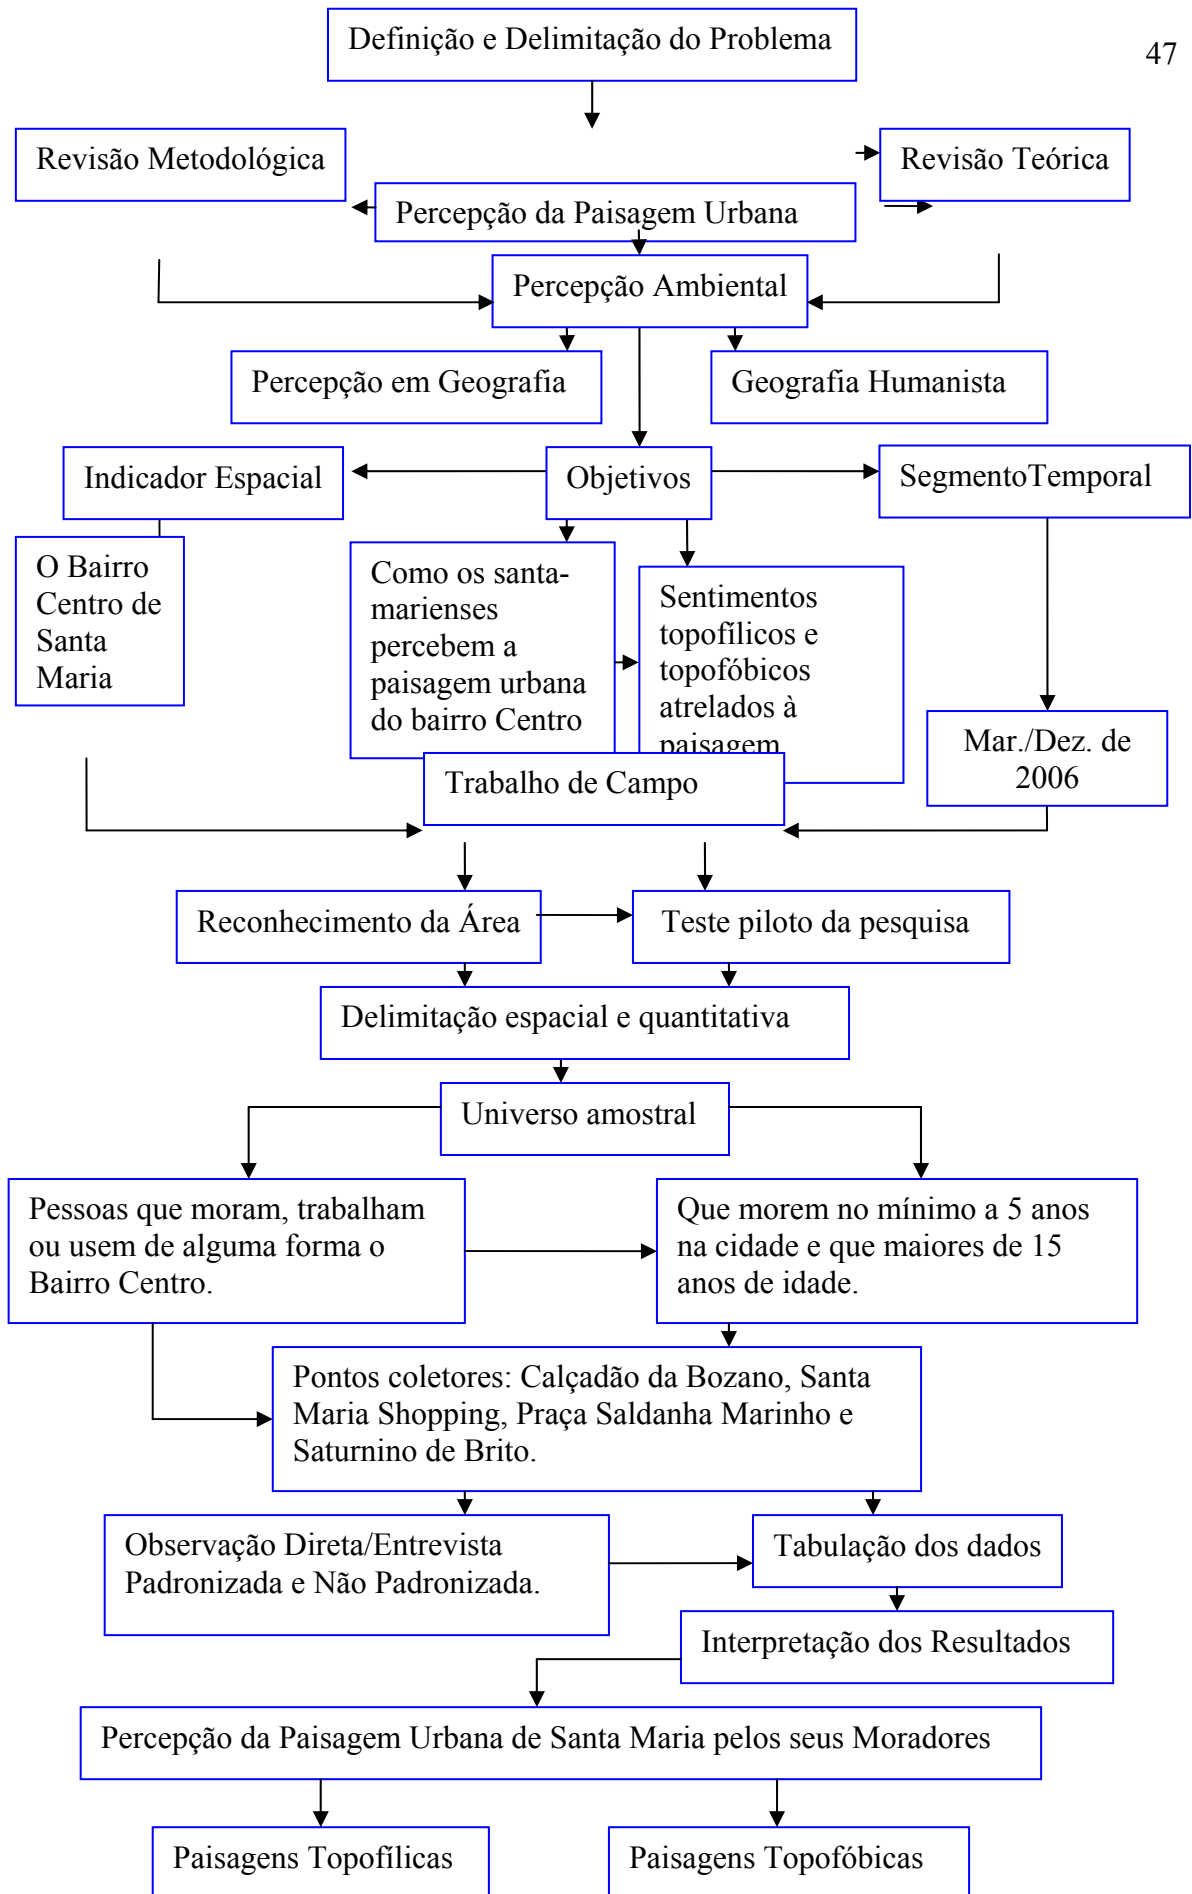 Definição e Delimitação do Problema
47
Revisão Metodológica
Revisão Teórica
Percepção da Paisagem Urbana
Percepção Ambiental
Percepção em Geografia
Geografia Humanista
Indicador Espacial
Objetivos
SegmentoTemporal
O Bairro
Centro de
Santa
Maria
Como os santa-
marienses
percebem a
paisagem urbana
do bairro Centro
Sentimentos
topofílicos e
topofóbicos
atrelados à
paisagem
Mar./Dez. de
2006
Trabalho de Campo
Reconhecimento da Área
Teste piloto da pesquisa
Delimitação espacial e quantitativa
Universo amostral
Pessoas que moram, trabalham
ou usem de alguma forma o
Bairro Centro.
Que morem no mínimo a 5 anos
na cidade e que maiores de 15
anos de idade.
Pontos coletores: Calçadão da Bozano, Santa
Maria Shopping, Praça Saldanha Marinho e
Saturnino de Brito.
Observação Direta/Entrevista
Padronizada e Não Padronizada.
Tabulação dos dados
Interpretação dos Resultados
Percepção da Paisagem Urbana de Santa Maria pelos seus Moradores
Paisagens Topofílicas
Paisagens Topofóbicas